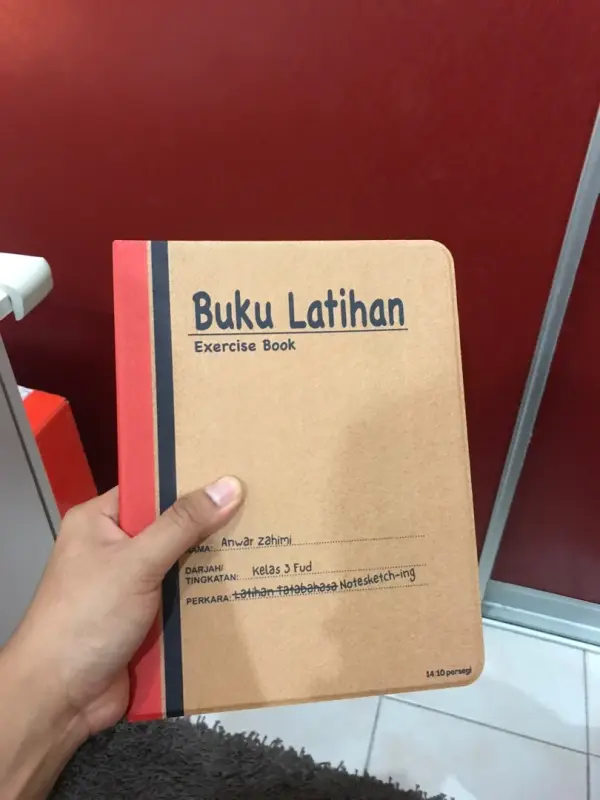 Buku Latihan
Exercise Book
Anwar Zahimi
DARJAH/
TINGKATAN: Kelas 3 Fud
PERKARA: Latihan Tatabahasa Notesketch-ing
14:10 persegi